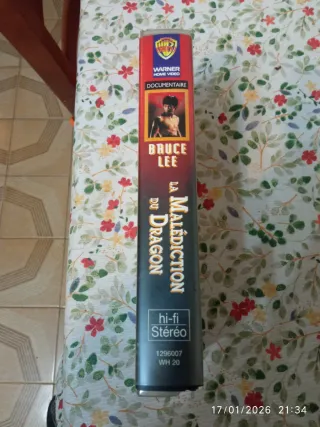 WARNER
HOME VIDEO
DOCUMENTAIRE
BRUCE
LEE
LA MALÉDICTION
DU DRAGON
hi-fi
Stéréo
1296007
WH 20
17/01/2026 21:34